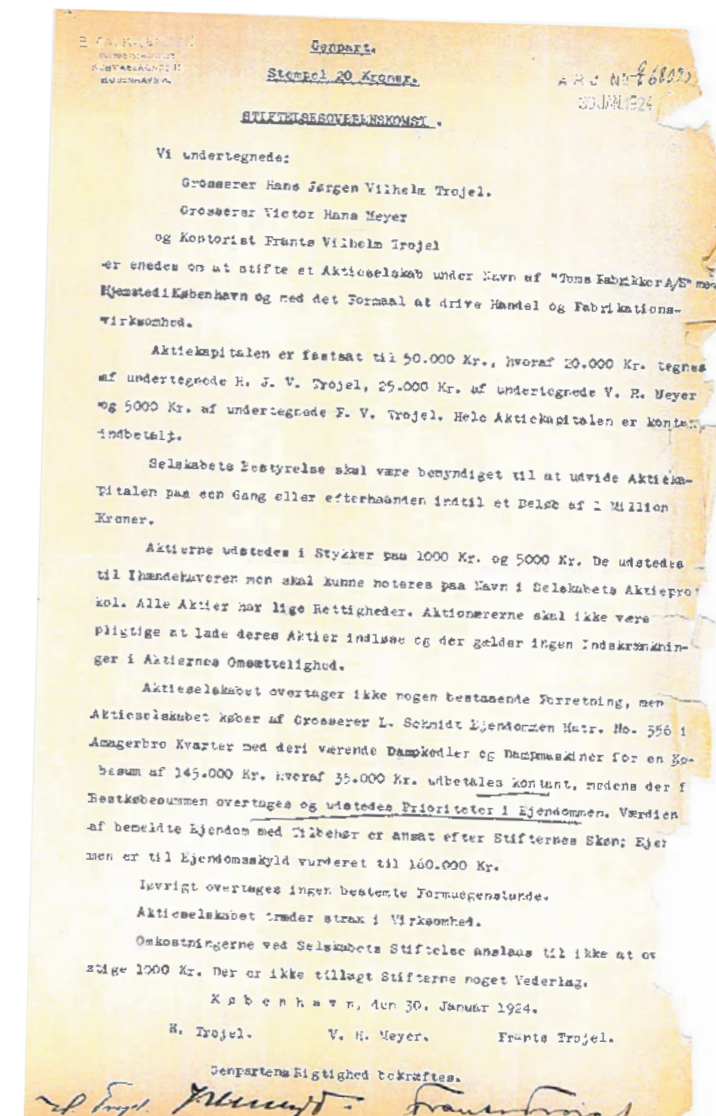 Genpart.
Stempel 20 Kroner.
30 JAN. 1924
STIFTELSESOVERENSKOMST.
Vi undertegnede:
Grosserer Hans Jørgen Vilhelm Trojel.
Grosserer Victor Hans Meyer
og Kontorist Frants Vilhelm Trojel
er enedes om at stifte et Aktieselskab under Navn af "Toms Fabrikker A/S" med
Hjemsted i København og med det Formaal at drive Handel og Fabrikations-
virksomhed.
Aktiekapitalen er fastsat til 50.000 Kr., hvoraf 20.000 Kr. tegnes
af undertegnede H. J. V. Trojel, 25.000 Kr. af undertegnede V. H. Meyer
og 5000 Kr. af undertegnede F. V. Trojel. Hele Aktiekapitalen er kontan
indbetalt.
Selskabets Bestyrelse skal være bemyndiget til at udvide Aktieka-
pitalen paa een Gang eller efterhaanden indtil et Beløb af 1 Million
Kroner.
Aktierne udstedes i Stykker paa 1000 Kr. og 5000 Kr. De udstedes
til Ihændehaveren men skal kunne noteres paa Navn i Selskabets Aktiepro
kol. Alle Aktier har lige Rettigheder. Aktionærerne skal ikke være
pligtige at lade deres Aktier indløse og der gælder ingen Indskrænknin-
ger i Aktiernes Omsættelighed.
Aktieselskabet overtager ikke nogen bestaaende Forretning, men
Aktieselskabet køber af Grosserer L. Schmidt Ejendommen Matr. No. 356 i
Amagerbro Kvarter med deri værende Dampkedler og Dampmaskiner for en Kø-
besum af 145.000 Kr. hvoraf 35.000 Kr. udbetales kontant, medens der f
Restkøbesummen overtages og udstedes Prioriteter i Ejendommen. Værdien
af bemeldte Ejendom med Tilbehør er ansat efter Stifternes Skøn; Ejer
men er til Ejendomsskyld vurderet til 160.000 Kr.
Iøvrigt overtages ingen bestemte Formuegenstande.
Aktieselskabet træder strax i Virksomhed.
Omkostningerne ved Selskabets Stiftelse anslaas til ikke at ov
stige 1000 Kr. Der er ikke tillagt Stifterne noget Vederlag.
København, den 30. Januar 1924.
H. Trojel. V. H. Meyer. Frants Trojel.
Genpartens Rigtighed bekræftes.